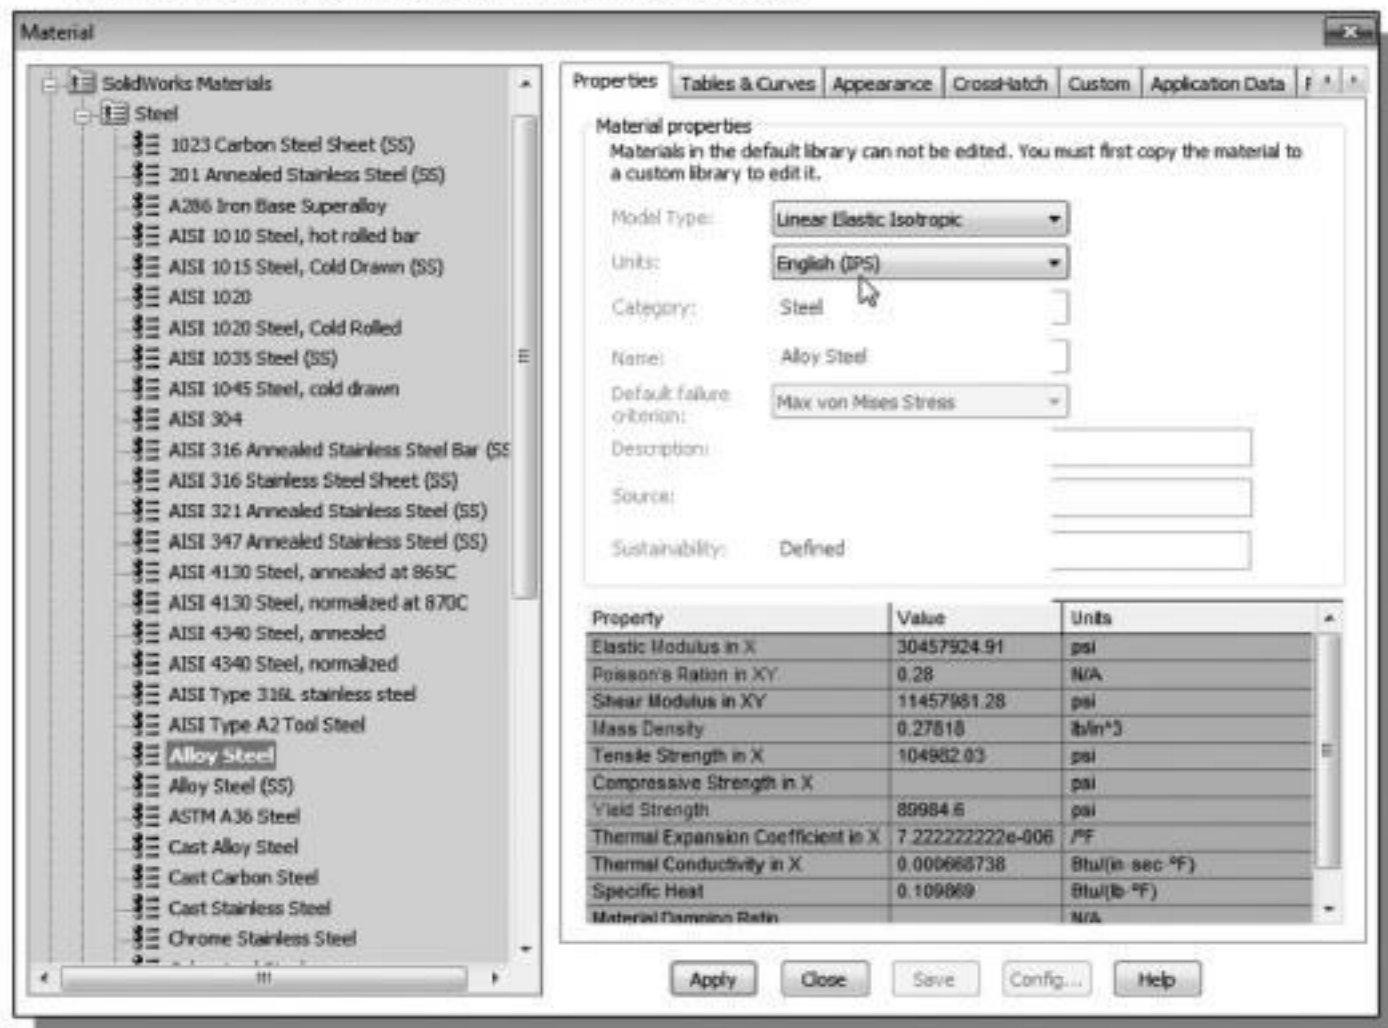 Material
SolidWorks Materials
Steel
1023 Carbon Steel Sheet (SS)
201 Annealed Stainless Steel (SS)
A286 Iron Base Superalloy
AISI 1010 Steel, hot rolled bar
AISI 1015 Steel, Cold Drawn (SS)
AISI 1020
AISI 1020 Steel, Cold Rolled
AISI 1035 Steel (SS)
AISI 1045 Steel, cold drawn
AISI 304
AISI 316 Annealed Stainless Steel Bar (SS
AISI 316 Stainless Steel Sheet (SS)
AISI 321 Annealed Stainless Steel (SS)
AISI 347 Annealed Stainless Steel (SS)
AISI 4130 Steel, annealed at 865C
AISI 4130 Steel, normalized at 870C
AISI 4340 Steel, annealed
AISI 4340 Steel, normalized
AISI Type 316L stainless steel
AISI Type A2 Tool Steel
Alloy Steel
Alloy Steel (SS)
ASTM A36 Steel
Cast Alloy Steel
Cast Carbon Steel
Cast Stainless Steel
Chrome Stainless Steel
Properties Tables & Curves Appearance CrossHatch Custom Application Data F
Material properties
Materials in the default library can not be edited. You must first copy the material to
a custom library to edit it.
Model Type: Linear Elastic Isotropic
Units: English (IPS)
Category: Steel
Name: Alloy Steel
Default failure
criterion: Max von Mises Stress
Description:
Source:
Sustainability: Defined
Property Value Units
Elastic Modulus in X 30457924.91 psi
Poisson's Ration in XY 0.28 N/A
Shear Modulus in XY 11457981.28 psi
Mass Density 0.27818 lb/in^3
Tensile Strength in X 104982.03 psi
Compressive Strength in X psi
Yield Strength 89984.6 psi
Thermal Expansion Coefficient in X 7.222222222e-006 /°F
Thermal Conductivity in X 0.000668738 Btu/(in·sec·°F)
Specific Heat 0.109869 Btu/(lb·°F)
Material Damping Ratio N/A
Apply Close Save Config... Help